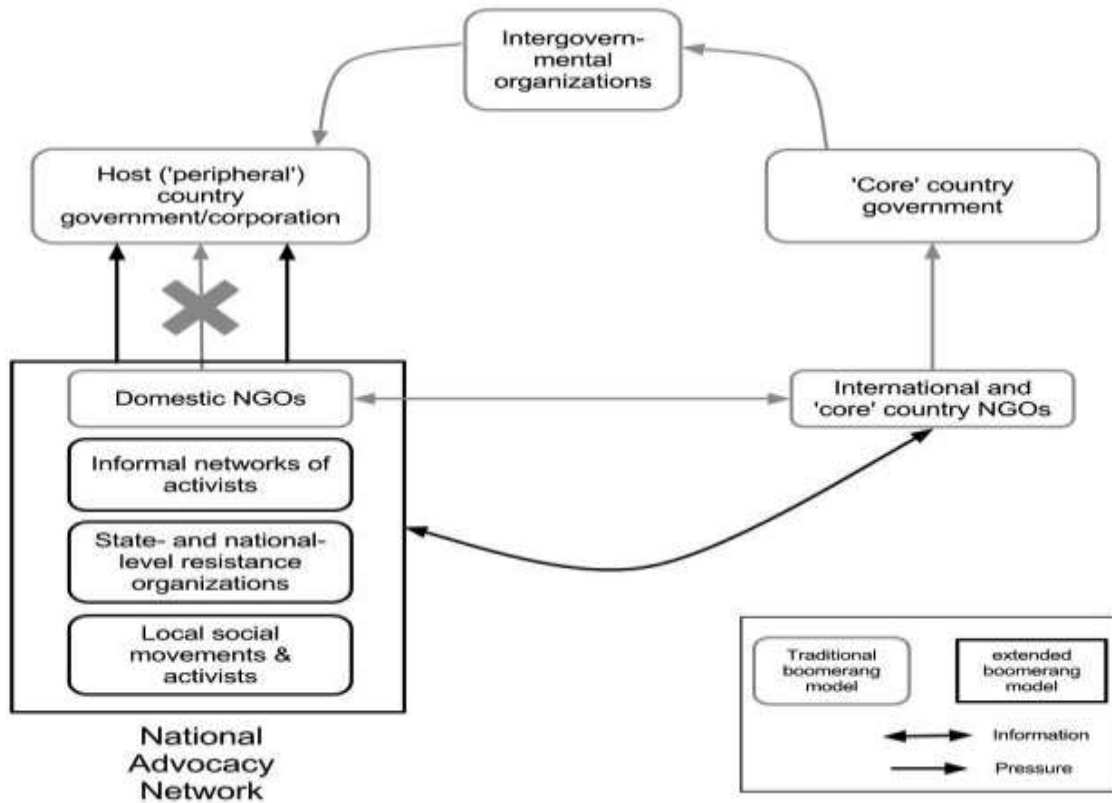 Intergovern-
mental
organizations
Host ('peripheral')
country
government/corporation
'Core' country
government
Domestic NGOs
International and
'core' country NGOs
Informal networks of
activists
State- and national-
level resistance
organizations
Local social
movements &
activists
National
Advocacy
Network
Traditional
boomerang
model
extended
boomerang
model
Information
Pressure